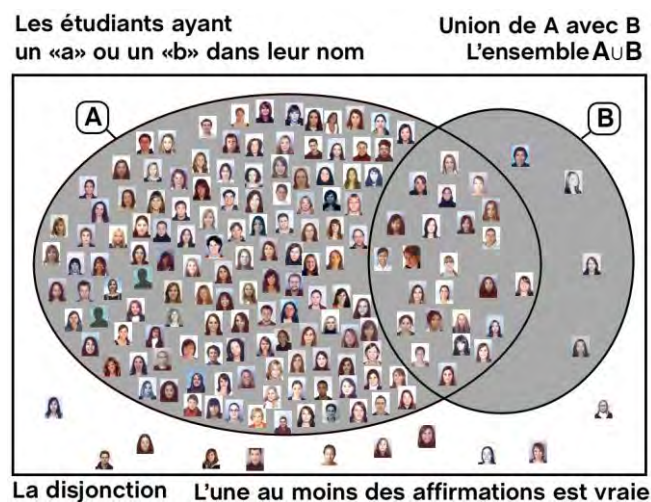 Les étudiants ayant
un «a» ou un «b» dans leur nom
Union de A avec B
L'ensemble A∪B
A
B
La disjonction
L'une au moins des affirmations est vraie